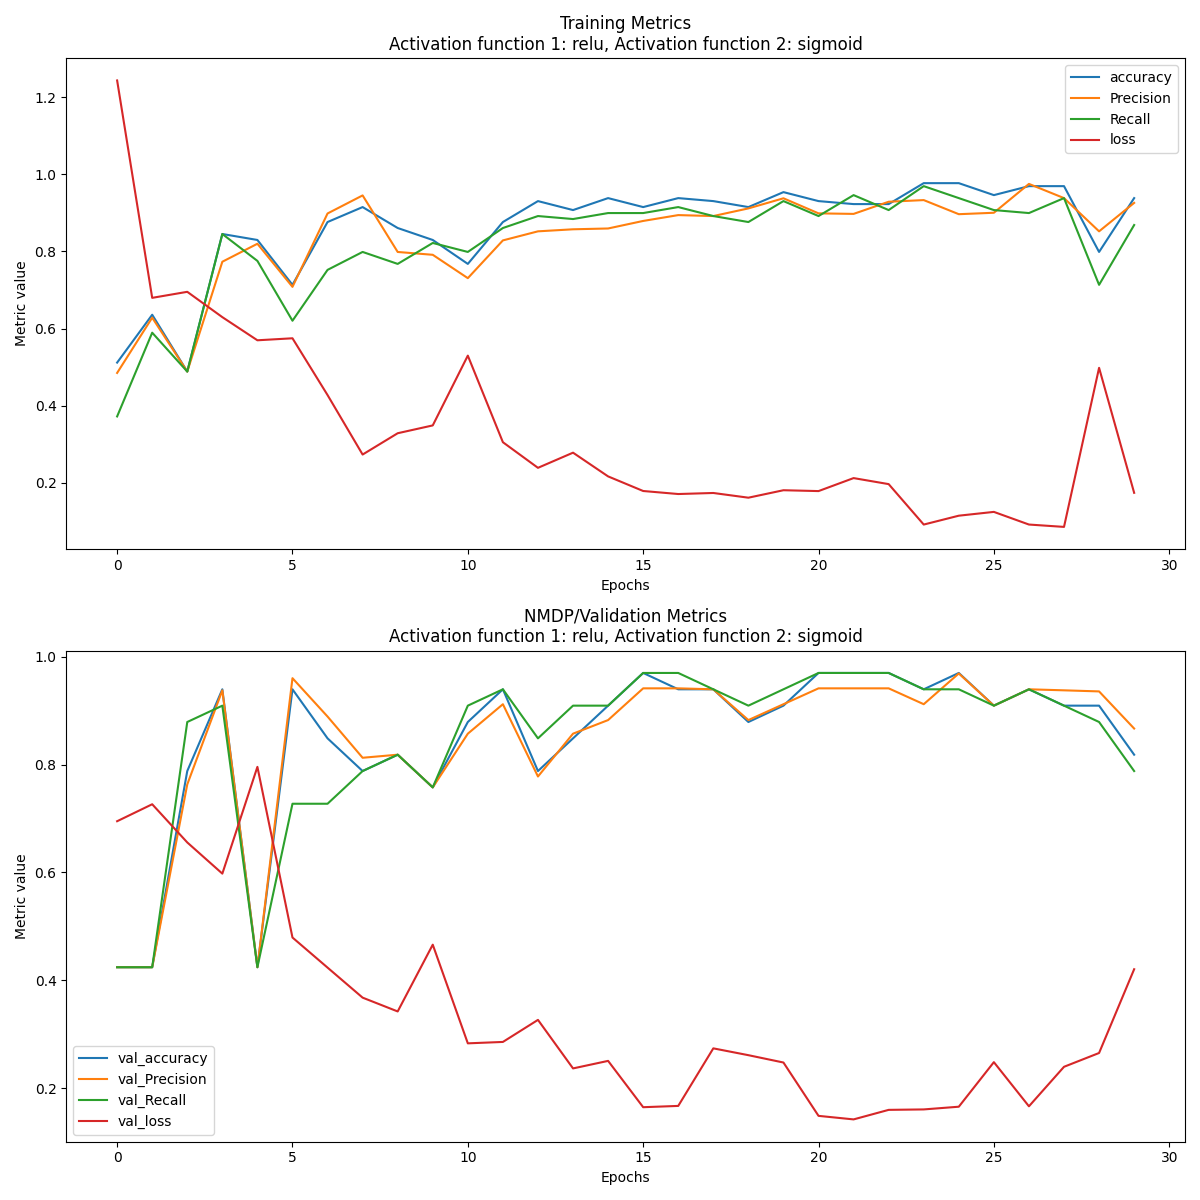 Training Metrics
Activation function 1: relu, Activation function 2: sigmoid
accuracy
Precision
Recall
loss
1.2
1.0
0.8
0.6
0.4
0.2
Metric value
0 5 10 15 20 25 30
Epochs
NMDP/Validation Metrics
Activation function 1: relu, Activation function 2: sigmoid
1.0
0.8
0.6
0.4
0.2
Metric value
val_accuracy
val_Precision
val_Recall
val_loss
0 5 10 15 20 25 30
Epochs